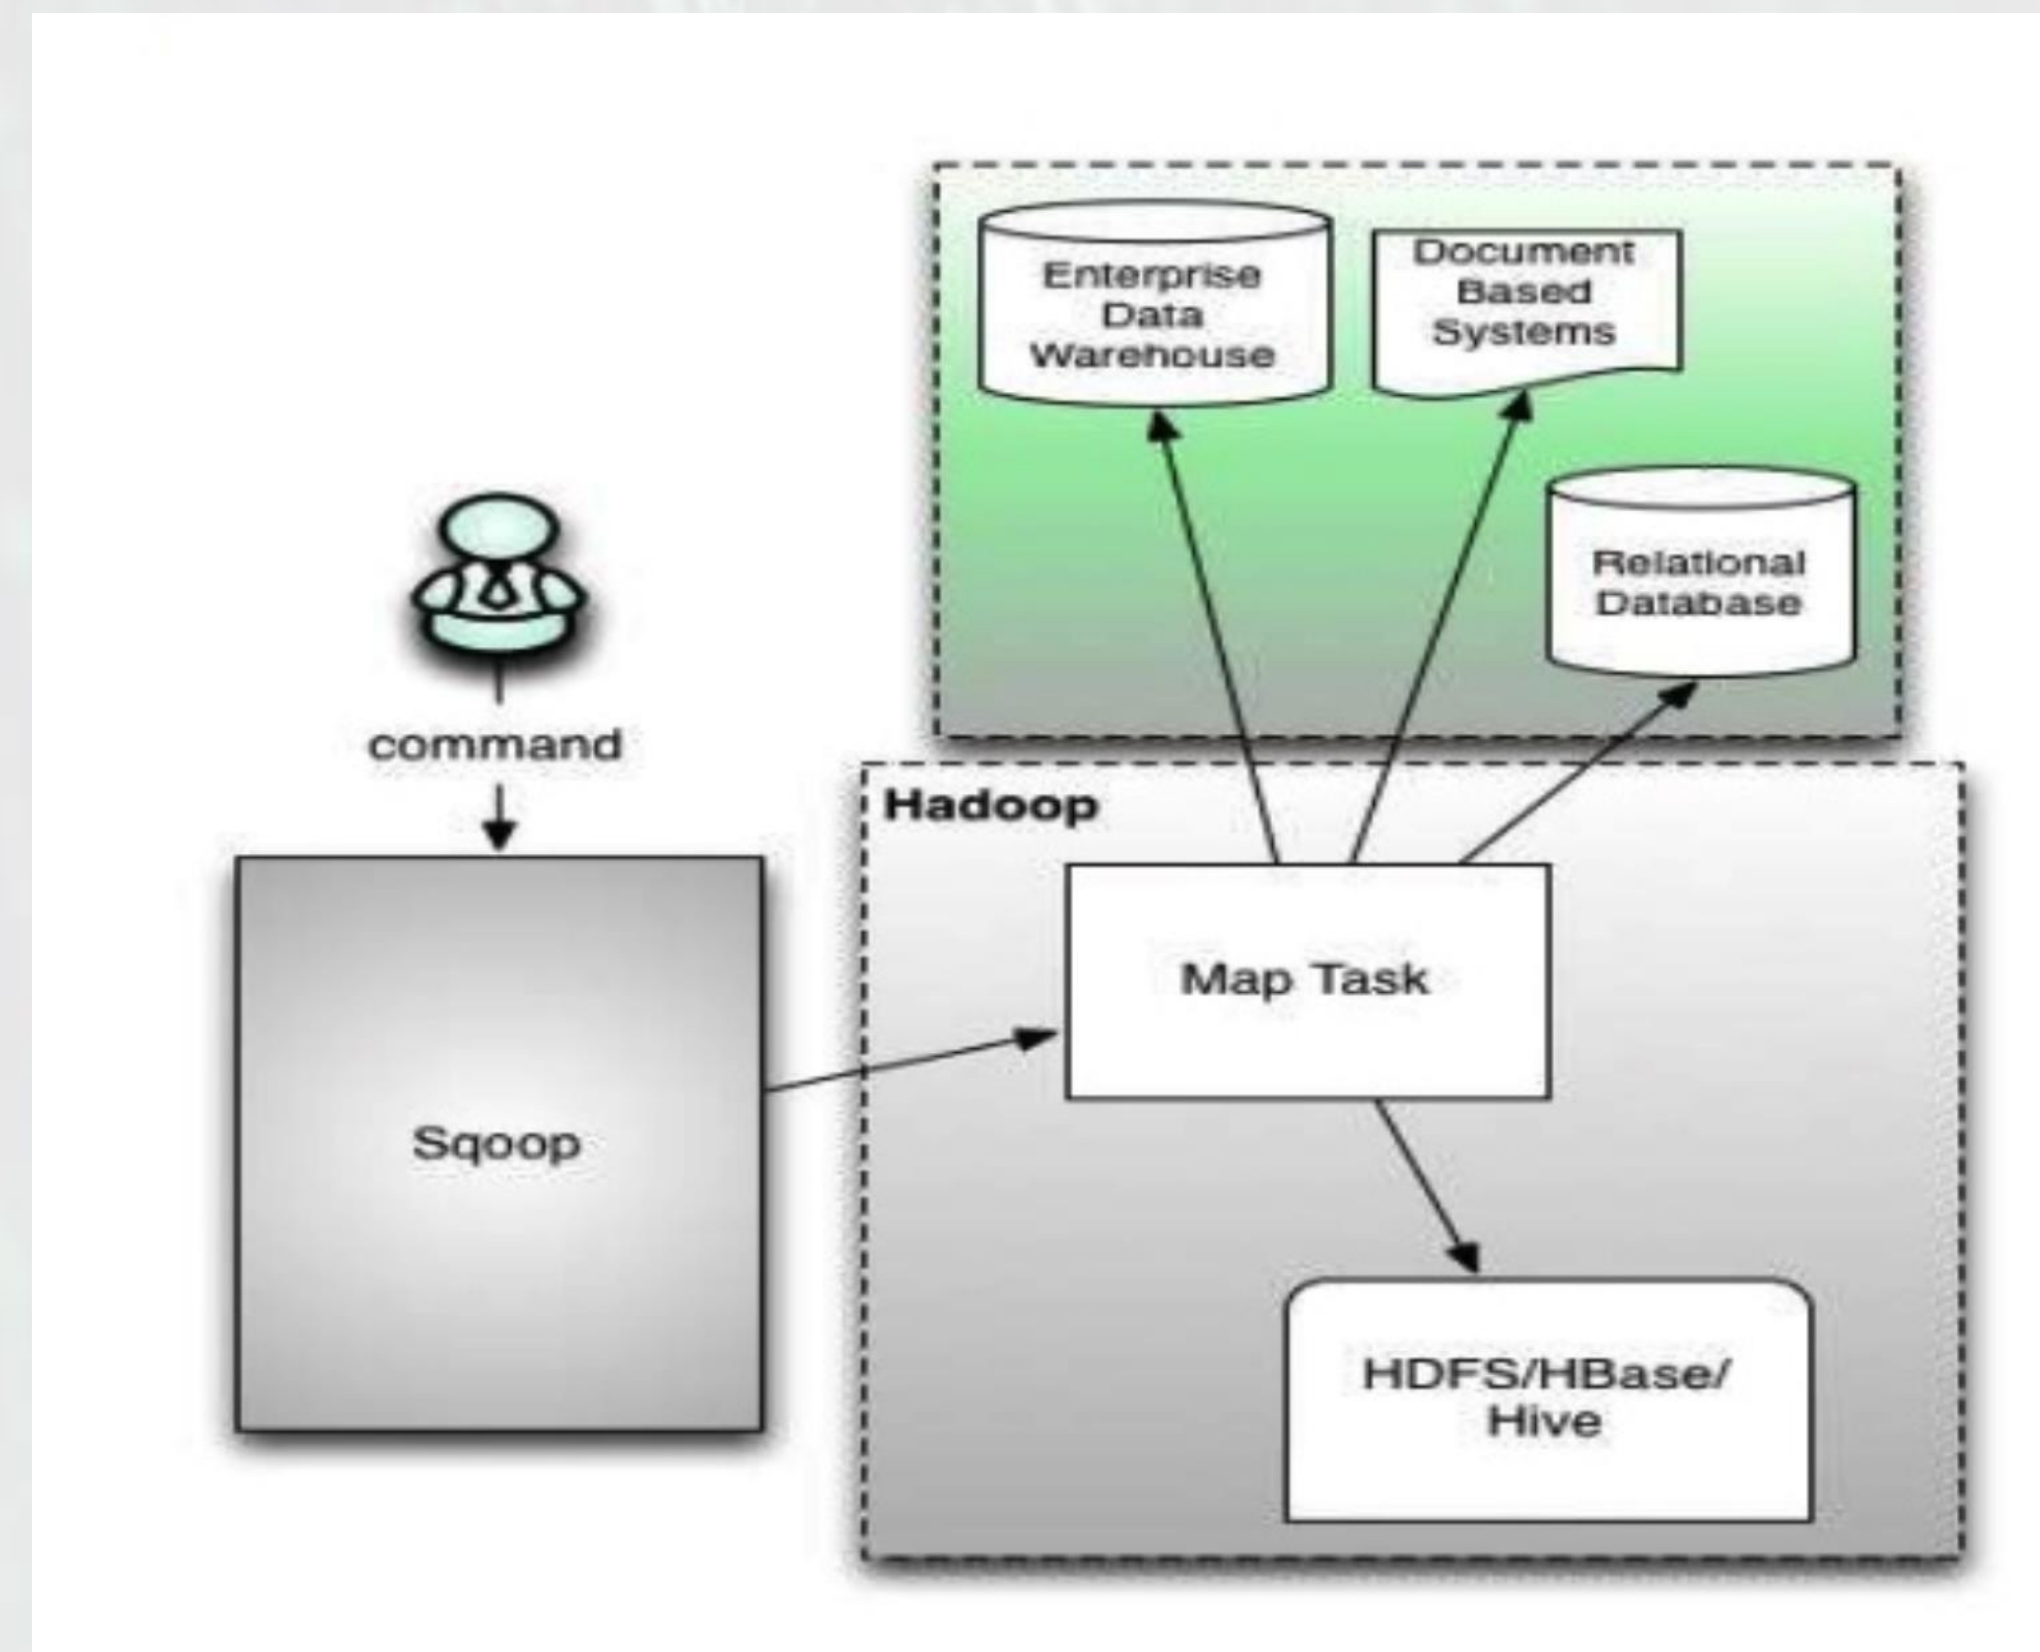 Enterprise
Data
Warehouse
Document
Based
Systems
Relational
Database
command
Hadoop
Map Task
Sqoop
HDFS/HBase/
Hive